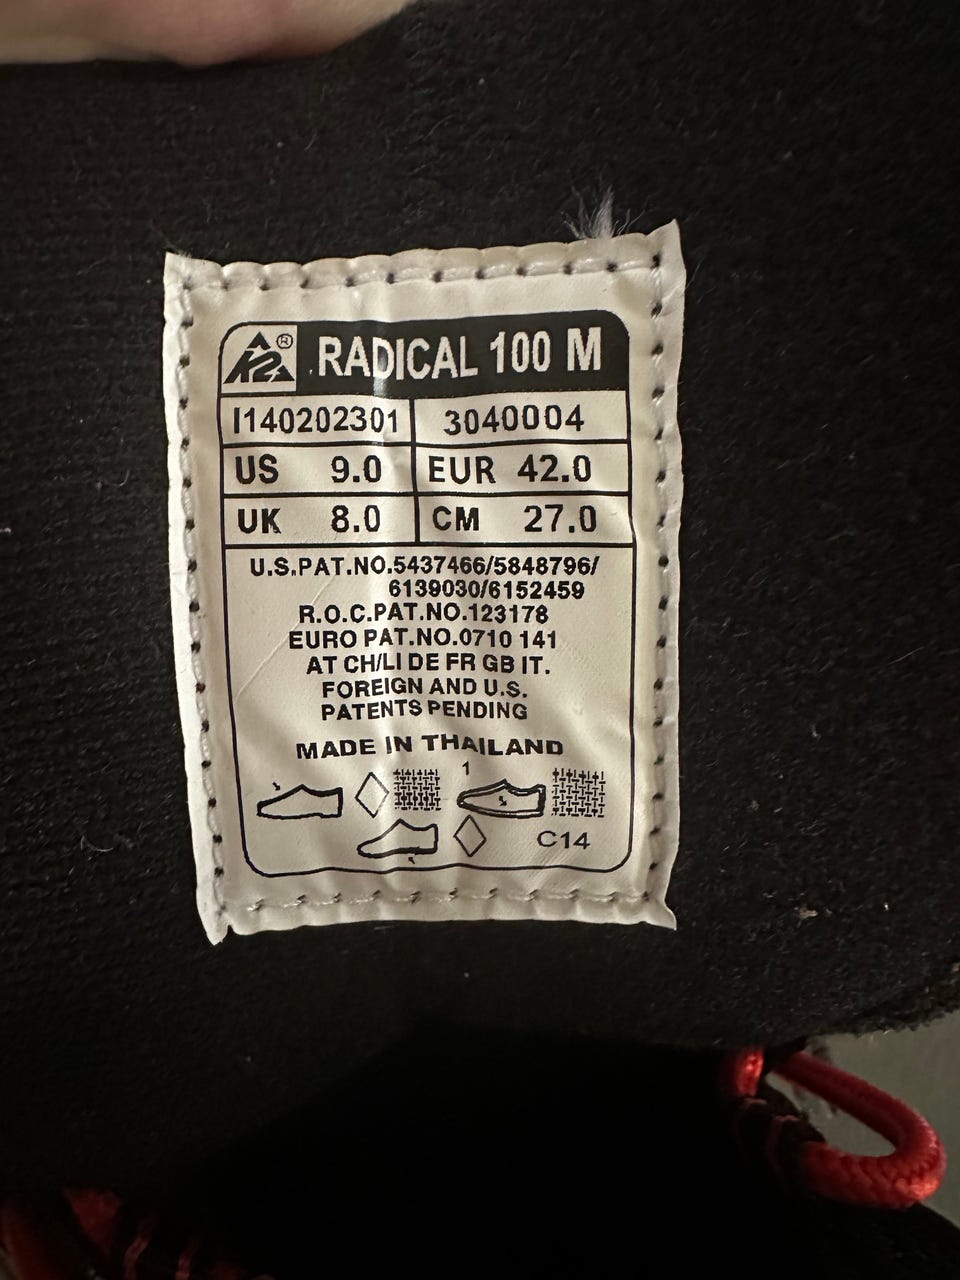 K2® RADICAL 100 M
I140202301 3040004
US 9.0 EUR 42.0
UK 8.0 CM 27.0
U.S.PAT.NO.5437466/5848796/
6139030/6152459
R.O.C.PAT.NO.123178
EURO PAT.NO.0710 141
AT CH/LI DE FR GB IT.
FOREIGN AND U.S.
PATENTS PENDING
MADE IN THAILAND
1
C14